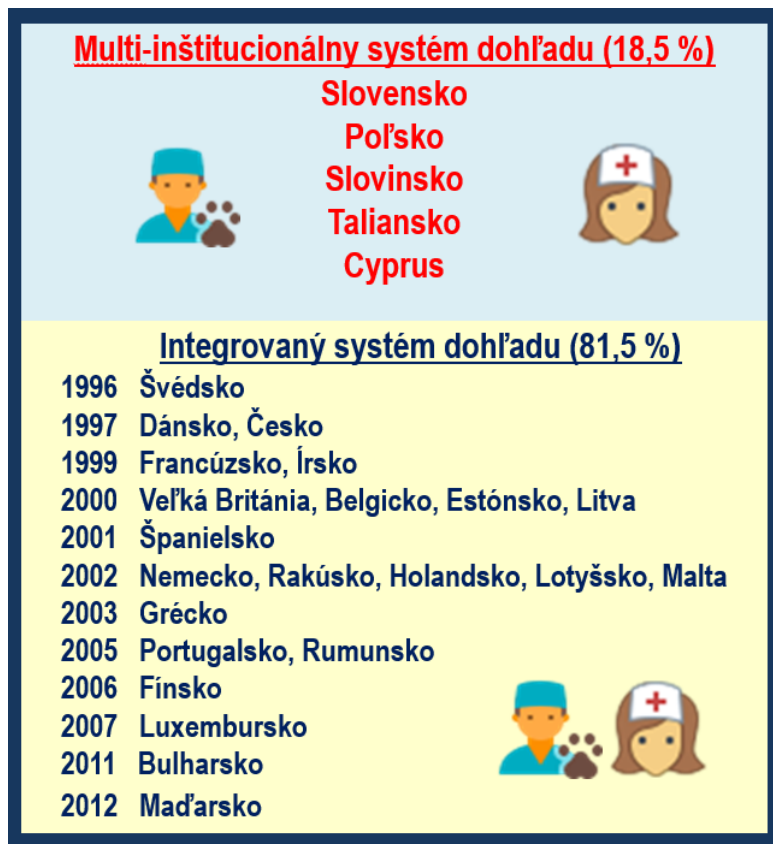 Multi-inštitucionálny systém dohľadu (18,5 %)
Slovensko
Poľsko
Slovinsko
Taliansko
Cyprus
Integrovaný systém dohľadu (81,5 %)
1996 Švédsko
1997 Dánsko, Česko
1999 Francúzsko, Írsko
2000 Veľká Británia, Belgicko, Estónsko, Litva
2001 Španielsko
2002 Nemecko, Rakúsko, Holandsko, Lotyšsko, Malta
2003 Grécko
2005 Portugalsko, Rumunsko
2006 Fínsko
2007 Luxembursko
2011 Bulharsko
2012 Maďarsko